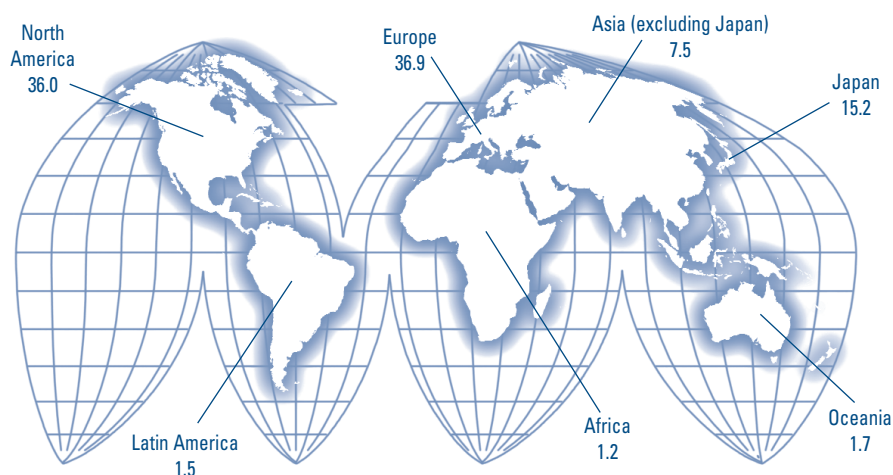 North
America
36.0
Europe
36.9
Asia (excluding Japan)
7.5
Japan
15.2
Latin America
1.5
Africa
1.2
Oceania
1.7